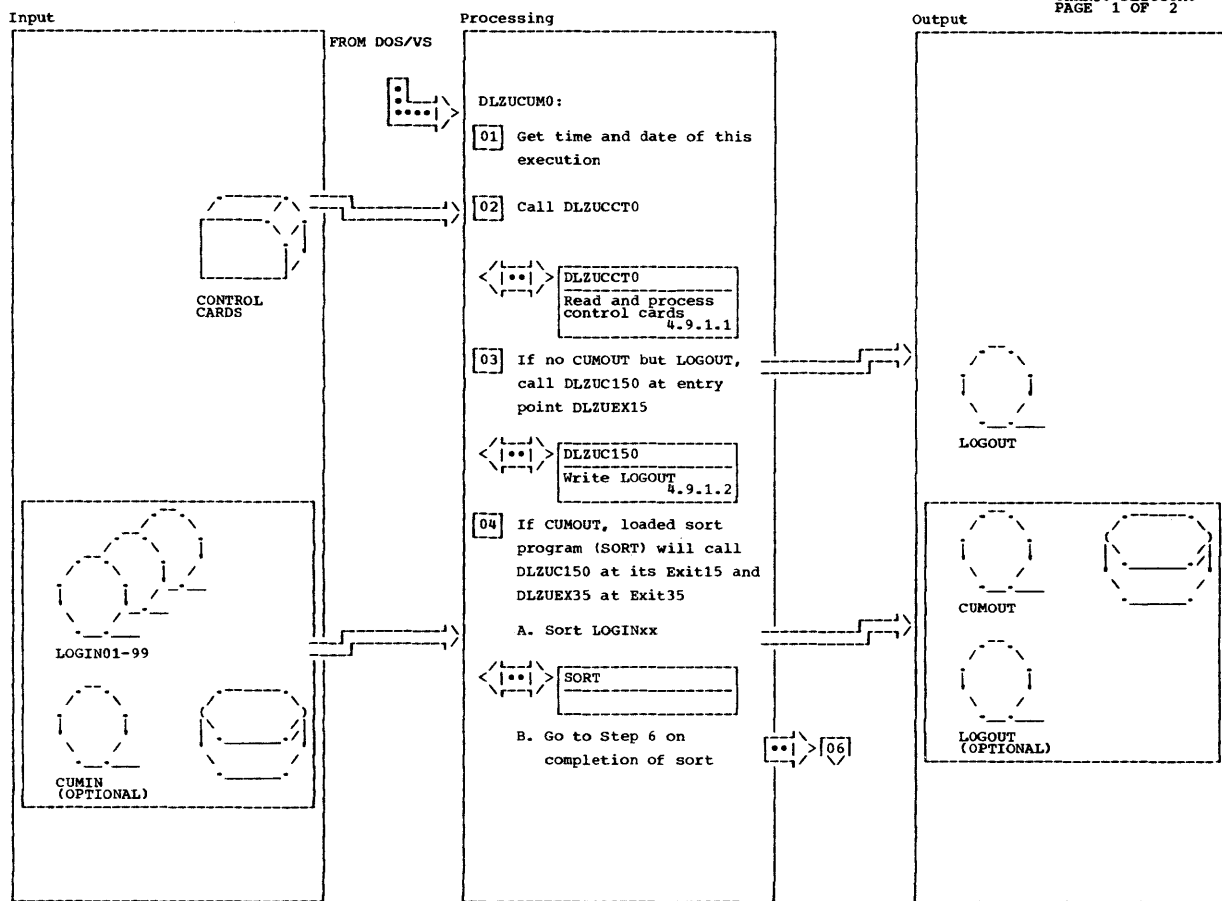 PAGE 1 OF 2
Input
Processing
Output
FROM DOS/VS
DLZUCUM0:
01 Get time and date of this
execution
02 Call DLZUCCT0
DLZUCCT0
Read and process
control cards
4.9.1.1
CONTROL
CARDS
03 If no CUMOUT but LOGOUT,
call DLZUC150 at entry
point DLZUEX15
LOGOUT
DLZUC150
Write LOGOUT
4.9.1.2
04 If CUMOUT, loaded sort
program (SORT) will call
DLZUC150 at its Exit15 and
DLZUEX35 at Exit35
A. Sort LOGINxx
SORT
B. Go to Step 6 on
completion of sort
06
LOGIN01-99
CUMIN
(OPTIONAL)
CUMOUT
LOGOUT
(OPTIONAL)